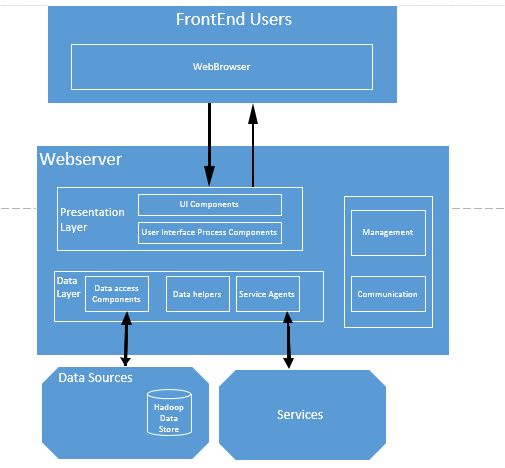 FrontEnd Users
WebBrowser
Webserver
Presentation
Layer
UI Components
User Interface Process Components
Management
Data
Layer
Data access
Components
Data helpers
Service Agents
Communication
Data Sources
Hadoop
Data
Store
Services